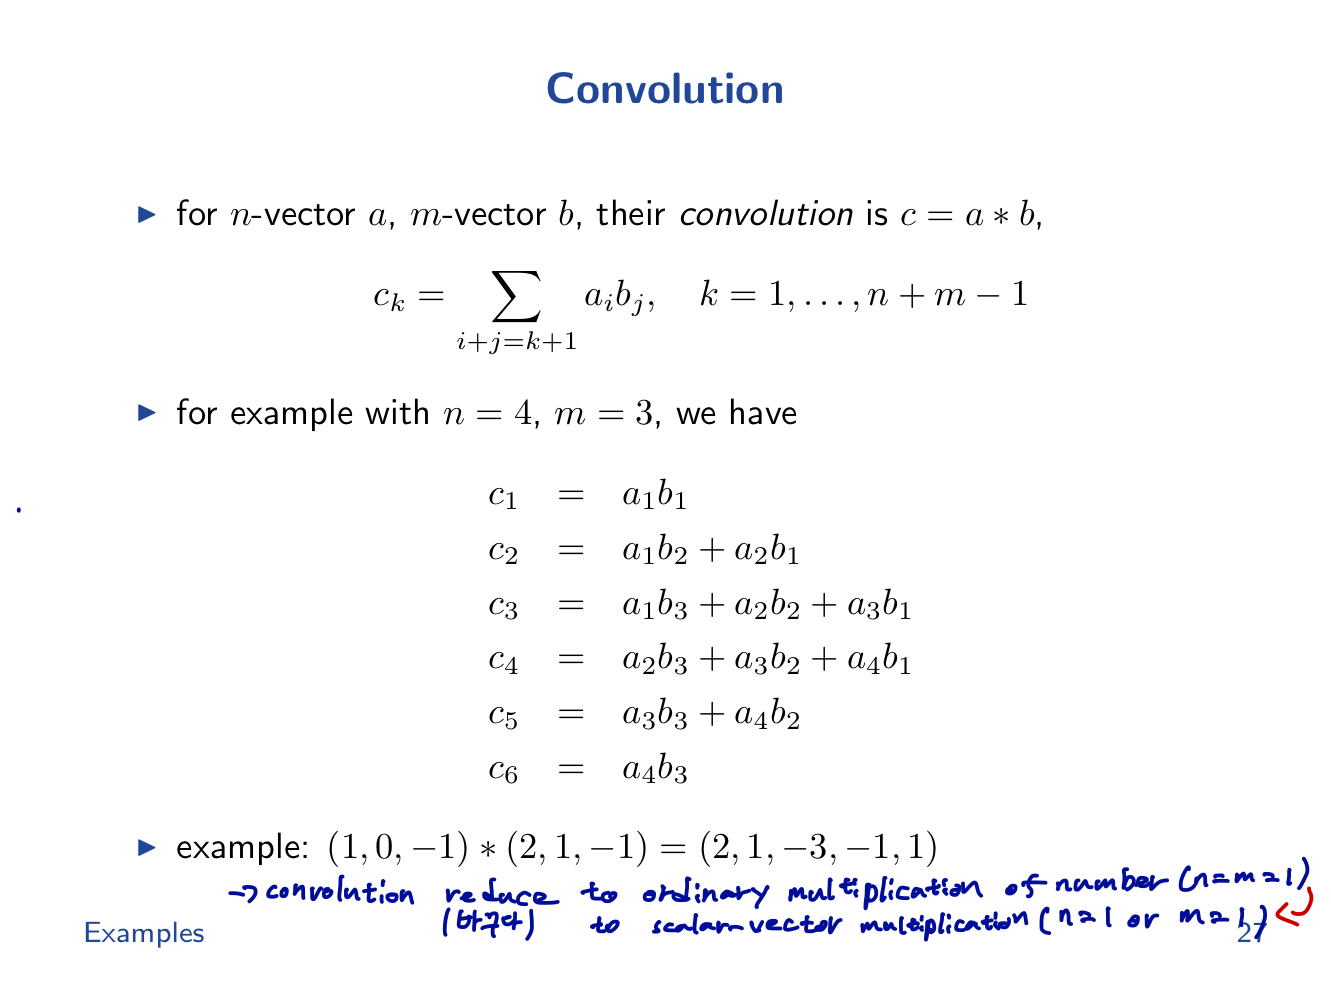 Convolution
▶ for n-vector a, m-vector b, their convolution is c = a ∗ b,
c_k = ∑_{i+j=k+1} a_i b_j, k = 1, . . . , n + m − 1
▶ for example with n = 4, m = 3, we have
c_1 = a_1b_1
c_2 = a_1b_2 + a_2b_1
c_3 = a_1b_3 + a_2b_2 + a_3b_1
c_4 = a_2b_3 + a_3b_2 + a_4b_1
c_5 = a_3b_3 + a_4b_2
c_6 = a_4b_3
▶ example: (1, 0, −1) ∗ (2, 1, −1) = (2, 1, −3, −1, 1)
→ convolution reduce to ordinary multiplication of number (n=m=1)
(바꾸다) to scalar-vector multiplication (n=1 or m=1)
Examples 27